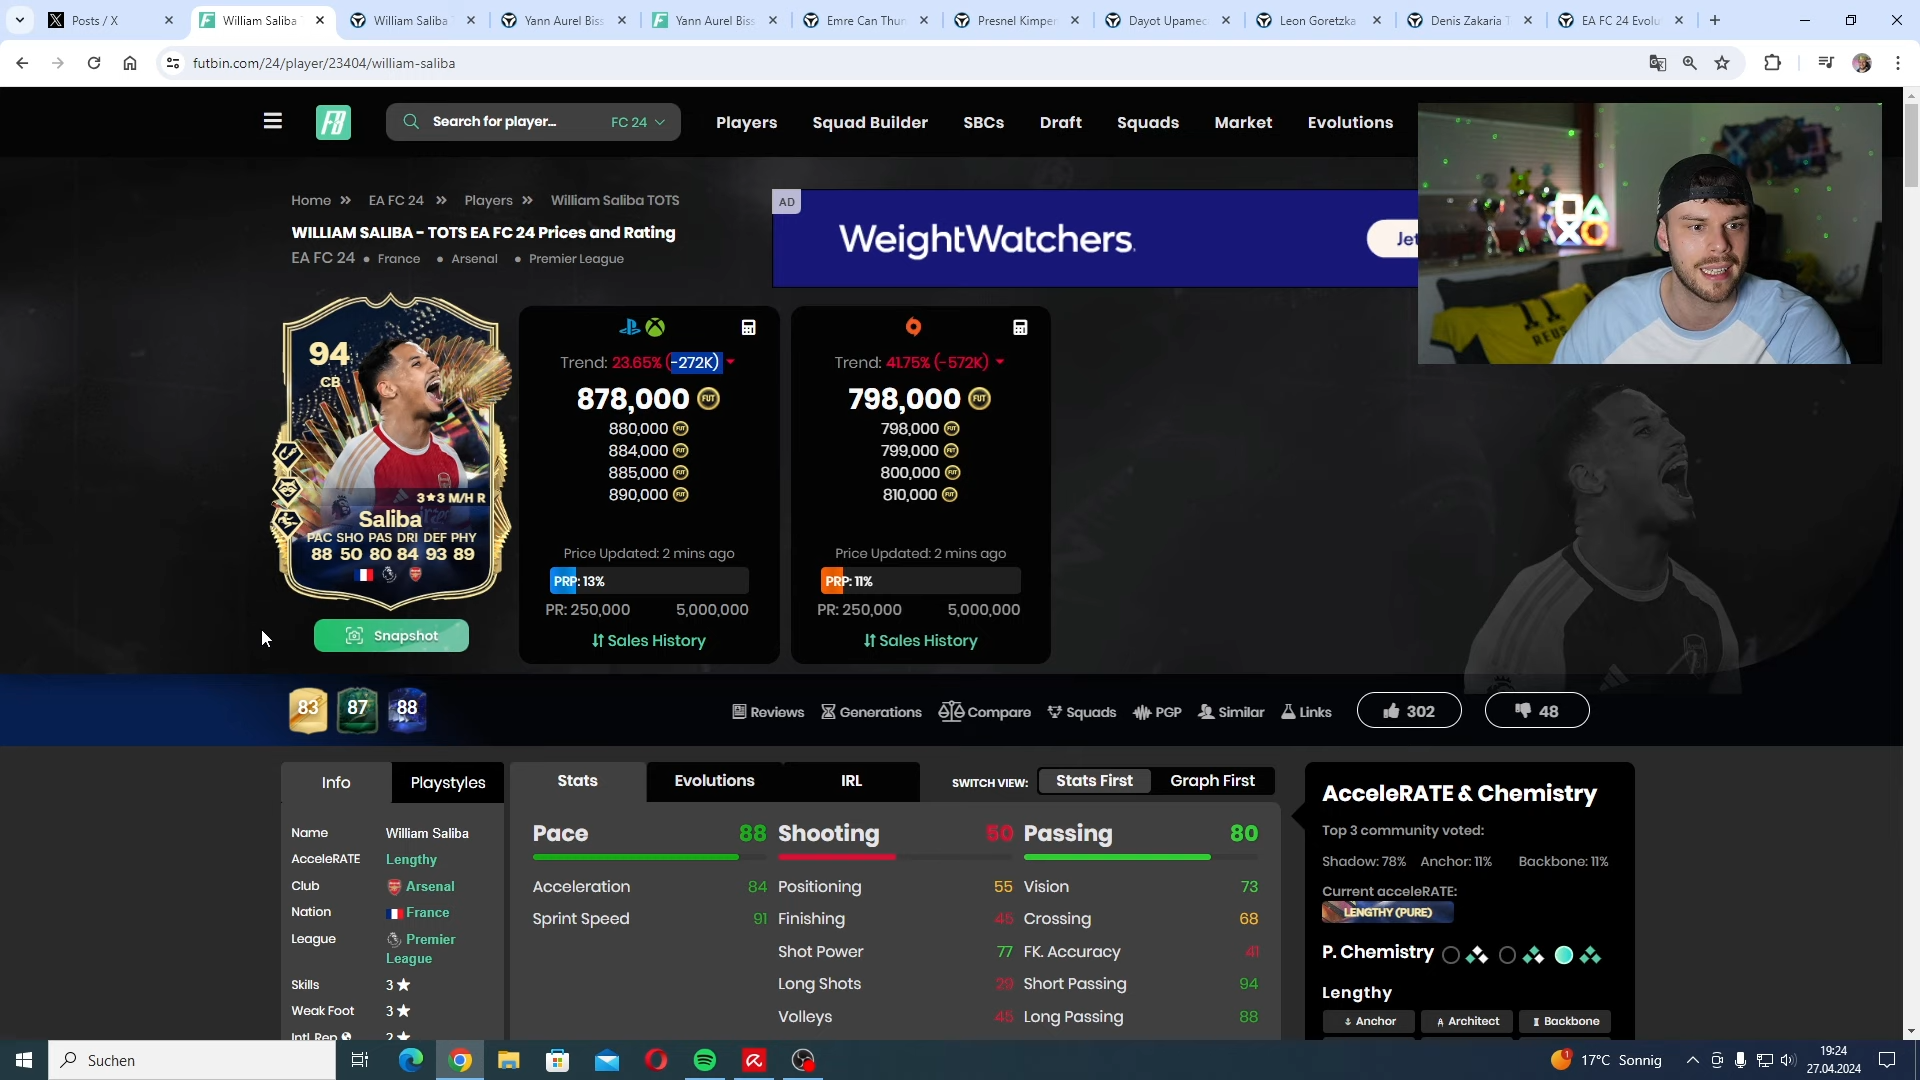 Posts / X
William Saliba
William Saliba
Yann Aurel Biss
Yann Aurel Biss
Emre Can Thun
Presnel Kimper
Dayot Upamec
Leon Goretzka
Denis Zakaria T
EA FC 24 Evolu
futbin.com/24/player/23404/william-saliba
FB
Search for player...
FC 24
Players
Squad Builder
SBCs
Draft
Squads
Market
Evolutions
Home
EA FC 24
Players
William Saliba TOTS
WILLIAM SALIBA - TOTS EA FC 24 Prices and Rating
EA FC 24 • France • Arsenal • Premier League
AD
WeightWatchers.
Jet
94
CB
3★3 M/H R
Saliba
PAC SHO PAS DRI DEF PHY
88 50 80 84 93 89
Snapshot
Trend: 23.65% (-272K)
878,000
880,000
884,000
885,000
890,000
Price Updated: 2 mins ago
PRP: 13%
PR: 250,000 5,000,000
Sales History
Trend: 41.75% (-572K)
798,000
798,000
799,000
800,000
810,000
Price Updated: 2 mins ago
PRP: 11%
PR: 250,000 5,000,000
Sales History
REUS
83
87
88
Reviews
Generations
Compare
Squads
PGP
Similar
Links
302
48
Info
Playstyles
Name William Saliba
AcceleRATE Lengthy
Club Arsenal
Nation France
League Premier
League
Skills 3★
Weak Foot 3★
Intl. Rep 2★
Stats
Evolutions
IRL
SWITCH VIEW:
Stats First
Graph First
Pace 88
Acceleration 84
Sprint Speed 91
Shooting 50
Positioning 55
Finishing 45
Shot Power 77
Long Shots 29
Volleys 45
Passing 80
Vision 73
Crossing 68
FK. Accuracy 41
Short Passing 94
Long Passing 88
AcceleRATE & Chemistry
Top 3 community voted:
Shadow: 78% Anchor: 11% Backbone: 11%
Current acceleRATE:
LENGTHY (PURE)
P. Chemistry
Lengthy
Anchor
Architect
Backbone
Suchen
17°C Sonnig
19:24
27.04.2024